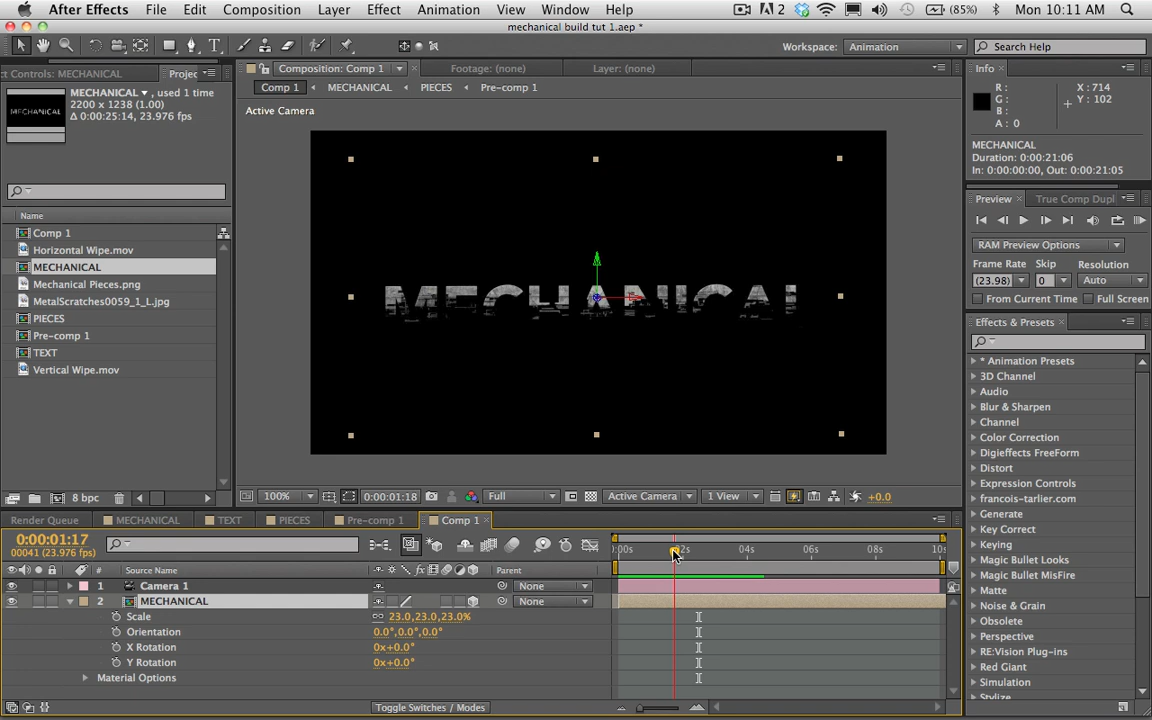 After Effects File Edit Composition Layer Effect Animation View Window Help 2 (85%) Mon 10:11 AM
mechanical build tut 1.aep *
Workspace: Animation Search Help
ct Controls: MECHANICAL Projec
MECHANICAL , used 1 time
2200 x 1238 (1.00)
Δ 0:00:25:14, 23.976 fps
MECHANICAL
Name
Comp 1
Horizontal Wipe.mov
MECHANICAL
Mechanical Pieces.png
MetalScratches0059_1_L.jpg
PIECES
Pre-comp 1
TEXT
Vertical Wipe.mov
8 bpc
Composition: Comp 1 Footage: (none) Layer: (none)
Comp 1 MECHANICAL PIECES Pre-comp 1
Active Camera
MECHANICAL
100% 0:00:01:18 Full Active Camera 1 View +0.0
Info
R: X: 714
G: Y: 102
B:
A: 0
MECHANICAL
Duration: 0:00:21:06
In: 0:00:00:00, Out: 0:00:21:05
Preview True Comp Dupl
RAM Preview Options
Frame Rate Skip Resolution
(23.98) 0 Auto
From Current Time Full Screen
Effects & Presets
* Animation Presets
3D Channel
Audio
Blur & Sharpen
Channel
Color Correction
Digieffects FreeForm
Distort
Expression Controls
francois-tarlier.com
Generate
Key Correct
Keying
Magic Bullet Looks
Magic Bullet MisFire
Matte
Noise & Grain
Obsolete
Perspective
RE:Vision Plug-ins
Red Giant
Simulation
Stylize
Render Queue MECHANICAL TEXT PIECES Pre-comp 1 Comp 1
0:00:01:17
00041 (23.976 fps)
:00s 02s 04s 06s 08s 10s
# Source Name fx Parent
1 Camera 1 None
2 MECHANICAL None
Scale 23.0,23.0,23.0%
Orientation 0.0°,0.0°,0.0°
X Rotation 0x+0.0°
Y Rotation 0x+0.0°
Material Options
Toggle Switches / Modes